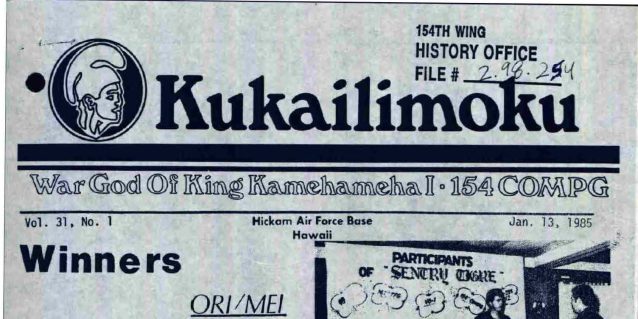 154TH WING
HISTORY OFFICE
FILE # 2.98.254
Kukailimoku
War God Of King Kamehameha I · 154 COMPG
Vol. 31, No. 1 Hickam Air Force Base Jan. 13, 1985
Hawaii
Winners
PARTICIPANTS
OF "SENTRY TIGRE"
ORI/MEI